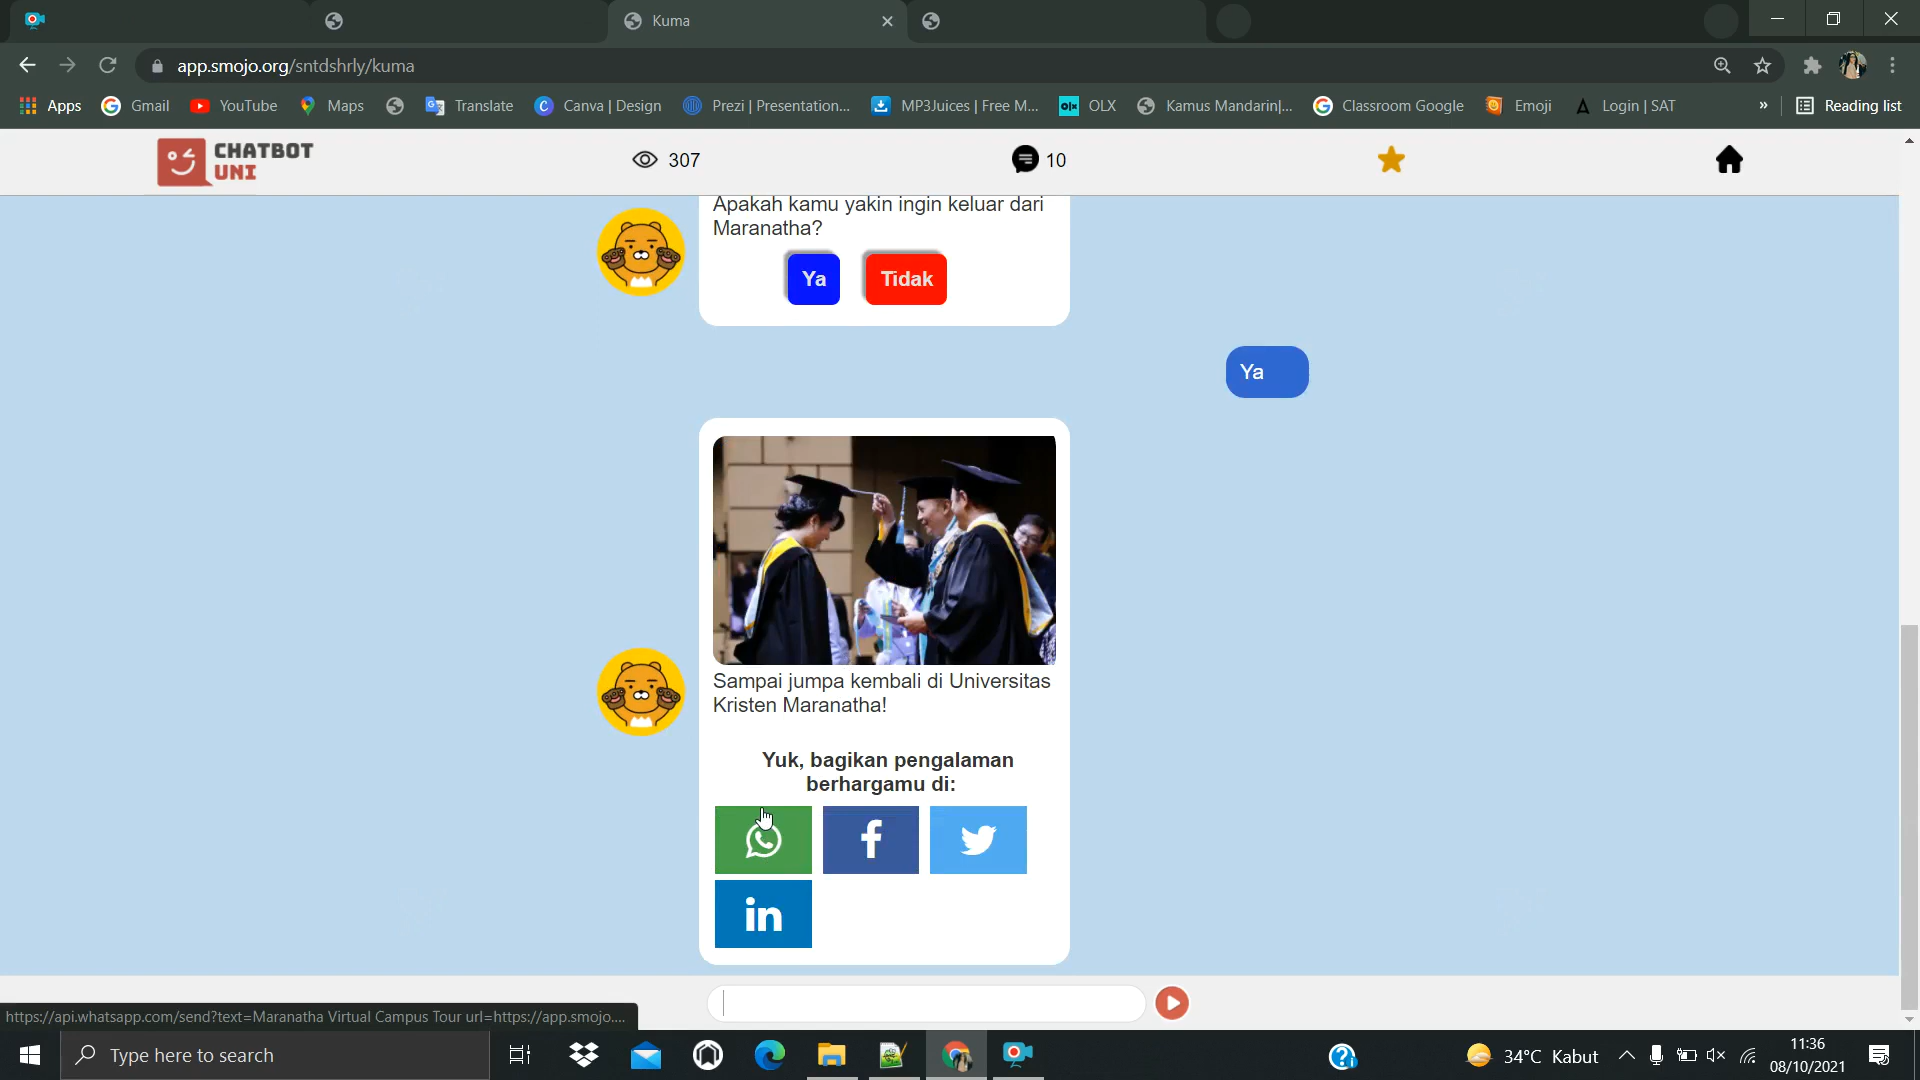 Kuma
app.smojo.org/sntdshrly/kuma
Apps
Gmail
YouTube
Maps
Translate
Canva | Design
Prezi | Presentation...
MP3Juices | Free M...
OLX
Kamus Mandarin|...
Classroom Google
Emoji
Login | SAT
»
Reading list
CHATBOT
UNI
307
10
Apakah kamu yakin ingin keluar dari
Maranatha?
Ya
Tidak
Ya
Sampai jumpa kembali di Universitas
Kristen Maranatha!
Yuk, bagikan pengalaman
berhargamu di:
in
https://api.whatsapp.com/send?text=Maranatha Virtual Campus Tour url=https://app.smojo....
Type here to search
34°C Kabut
11:36
08/10/2021